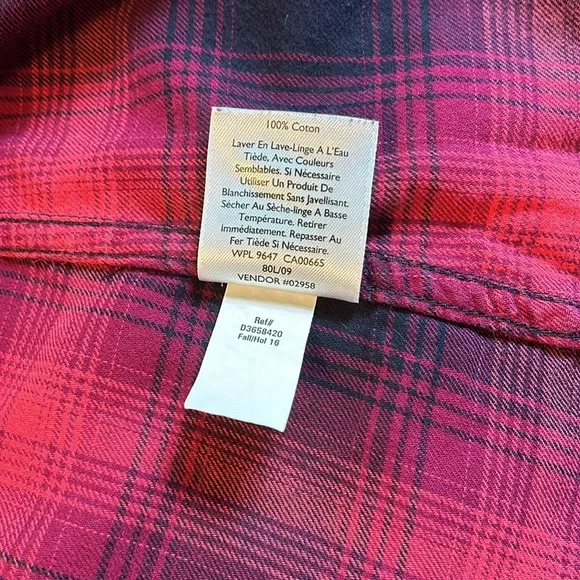 100% Coton
Laver En Lave-Linge A L'Eau
Tiède, Avec Couleurs
Semblables. Si Nécessaire
Utiliser Un Produit De
Blanchissement Sans Javellisant.
Sécher Au Sèche-linge A Basse
Température. Retirer
Immédiatement. Repasser Au
Fer Tiède Si Nécessaire.
WPL 9647 CA00665
80L/09
VENDOR #02958
Ref#
D3658420
Fall/Hol 16